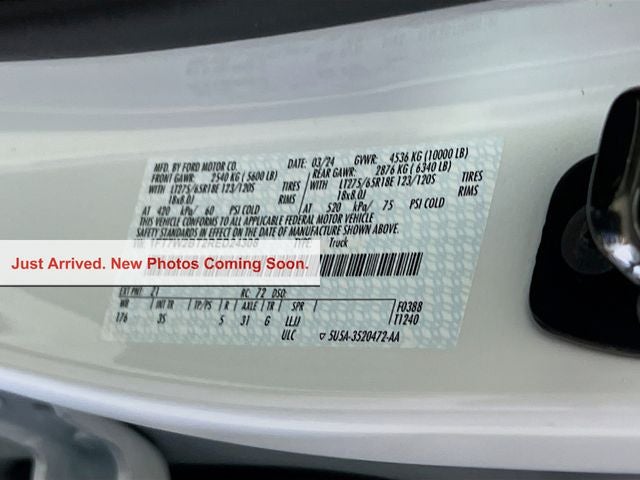 MFD. BY FORD MOTOR CO. DATE: 03/24 GVWR: 4536 KG (10000 LB)
FRONT GAWR: 2540 KG (5600 LB) REAR GAWR: 2876 KG (6340 LB)
WITH LT275/65R18E 123/120S TIRES WITH LT275/65R18E 123/120S TIRES
18x8.0J RIMS 18x8.0J RIMS
AT 420 kPa/ 60 PSI COLD AT 520 kPa/ 75 PSI COLD
THIS VEHICLE CONFORMS TO ALL APPLICABLE FEDERAL MOTOR VEHICLE
SAFETY STANDARDS IN EFFECT ON THE DATE OF MANUFACTURE SHOWN ABOVE.
TYPE: Truck
Just Arrived. New Photos Coming Soon.
EXT PNT: Z1 RC: 72 DSO:
WB INT TR TP/PS R AXLE TR SPR F0388
176 3S 5 31 G LLJJ T1240
ULC 5U5A-3520472-AA